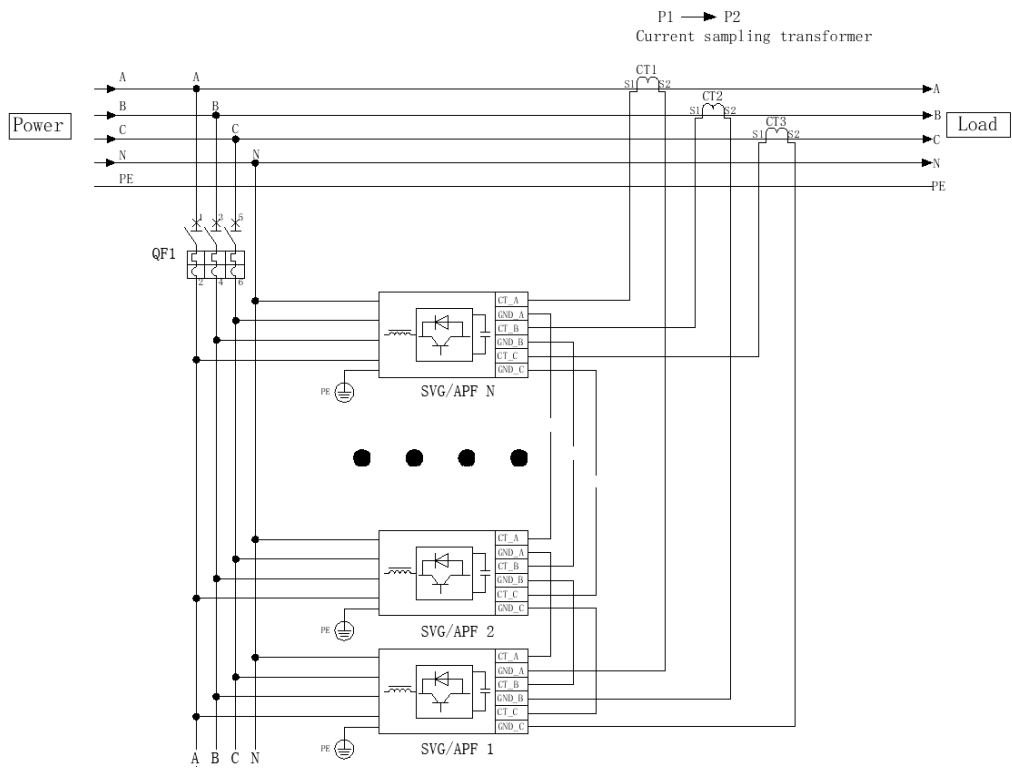 P1 P2
Current sampling transformer
CT1
A A S1 S2 A
CT2
B B S1 S2 B
CT3
Power C C S1 S2 C Load
N N N
PE PE
1 3 5
QF1
2 4 6
CT_A
GND_A
CT_B
GND_B
CT_C
GND_C
PE
SVG/APF N
CT_A
GND_A
CT_B
GND_B
CT_C
GND_C
PE
SVG/APF 2
CT_A
GND_A
CT_B
GND_B
CT_C
GND_C
PE
SVG/APF 1
A B C N